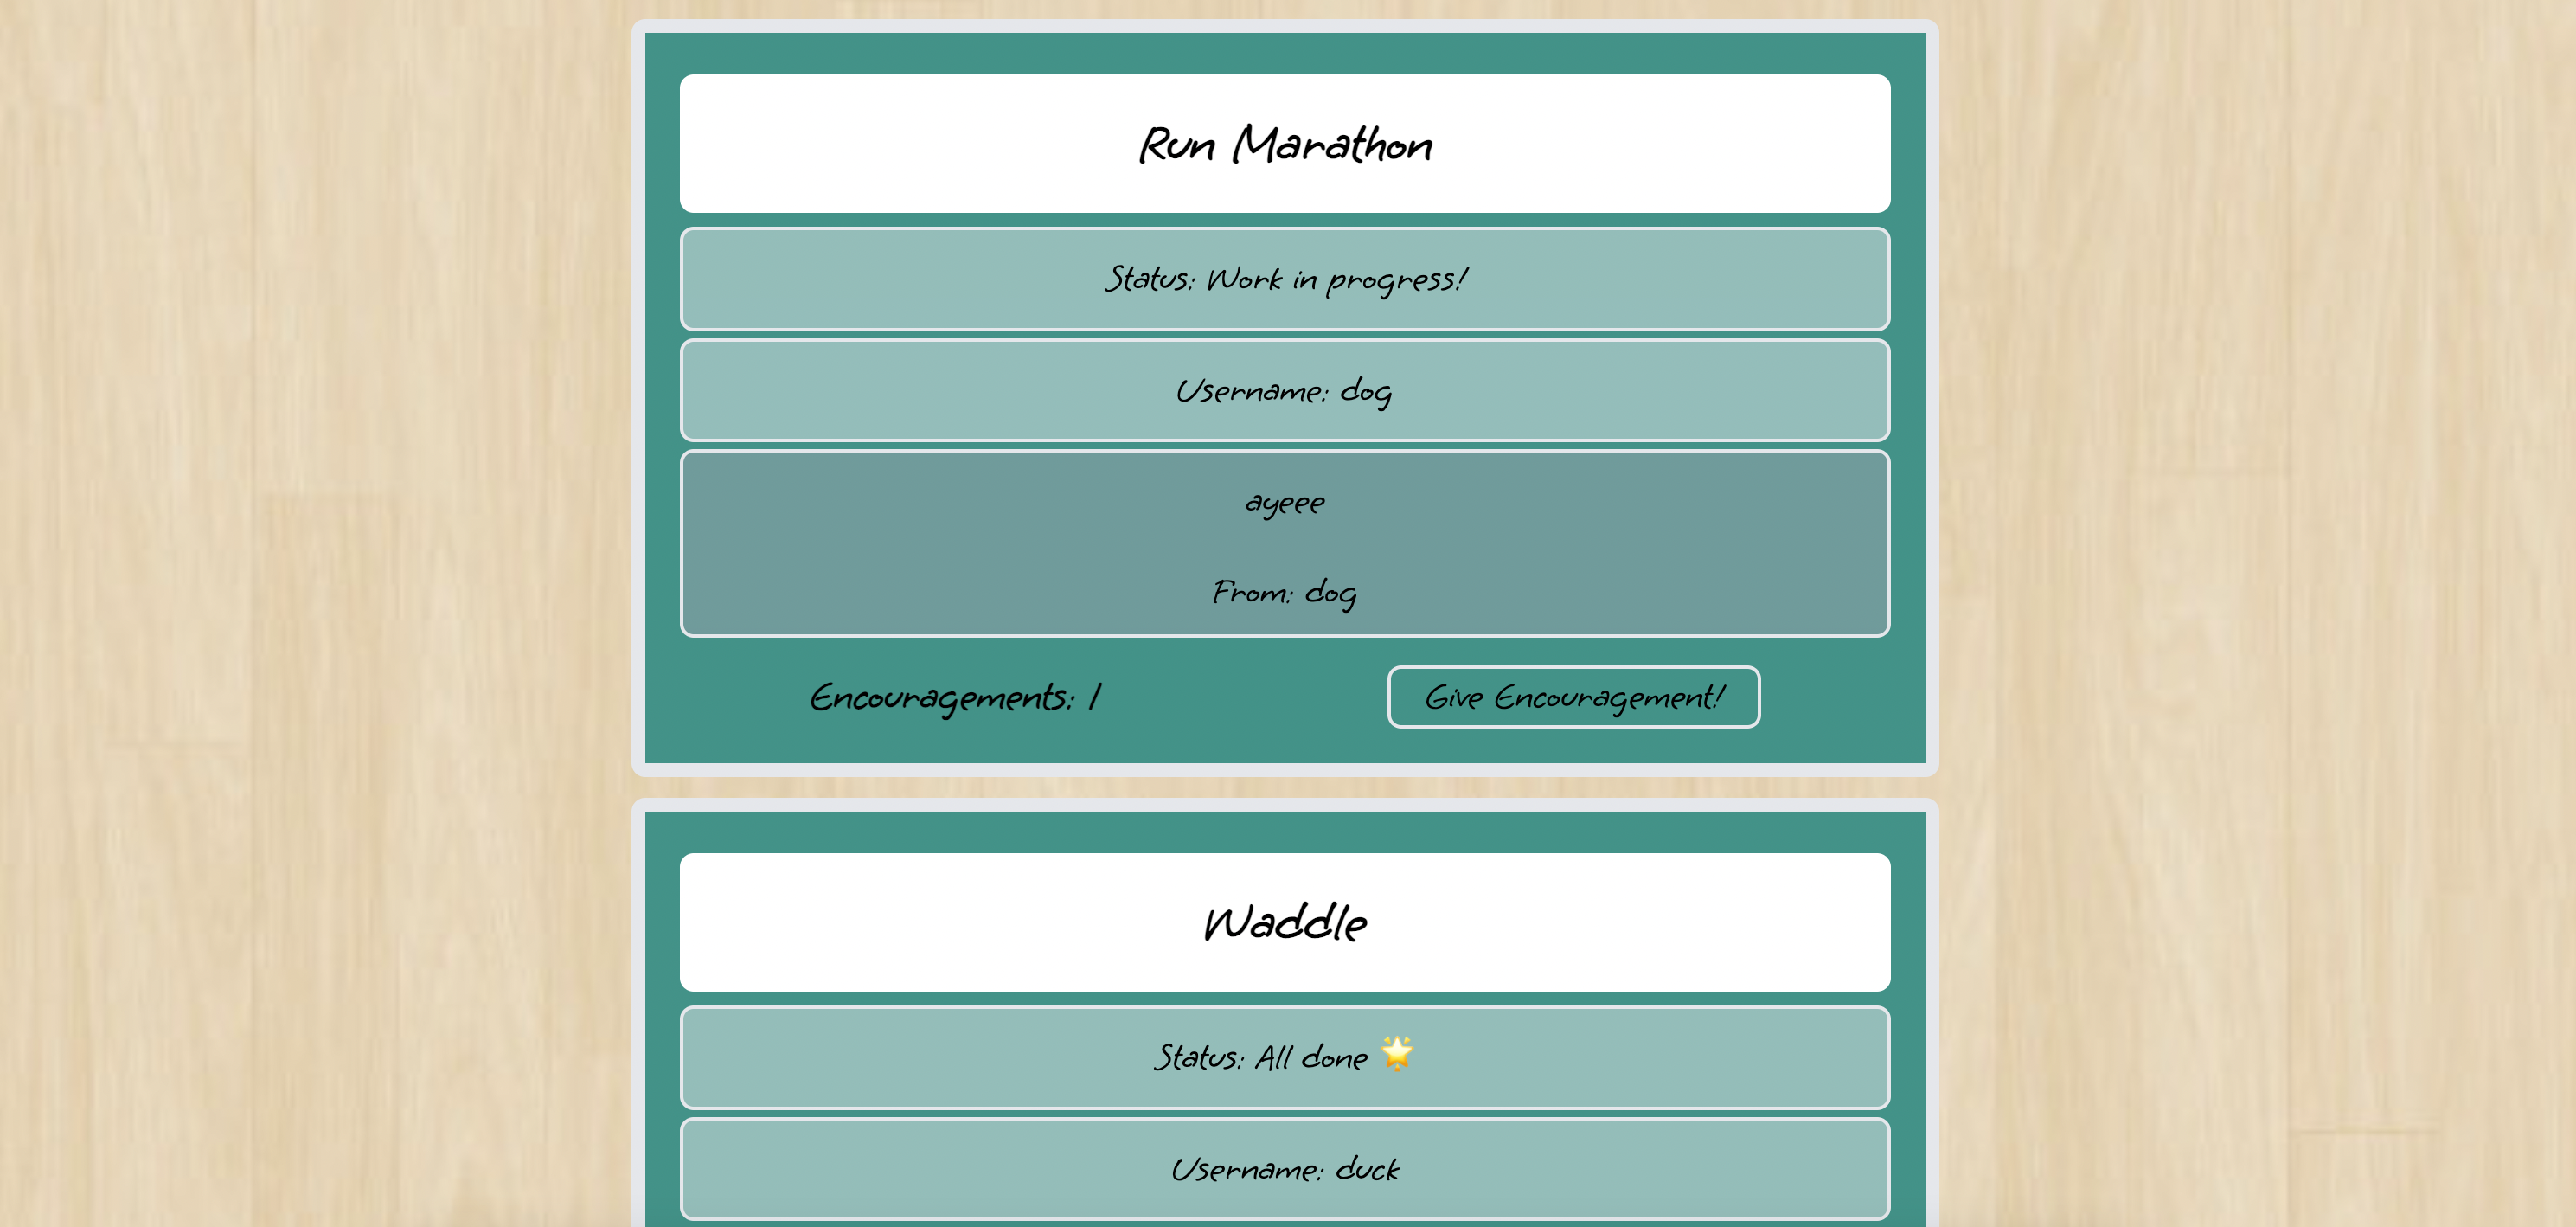 Run Marathon
Status: Work in progress!
Username: dog
ayeee
From: dog
Encouragements: 1
Give Encouragement!
Waddle
Status: All done 🌟
Username: duck